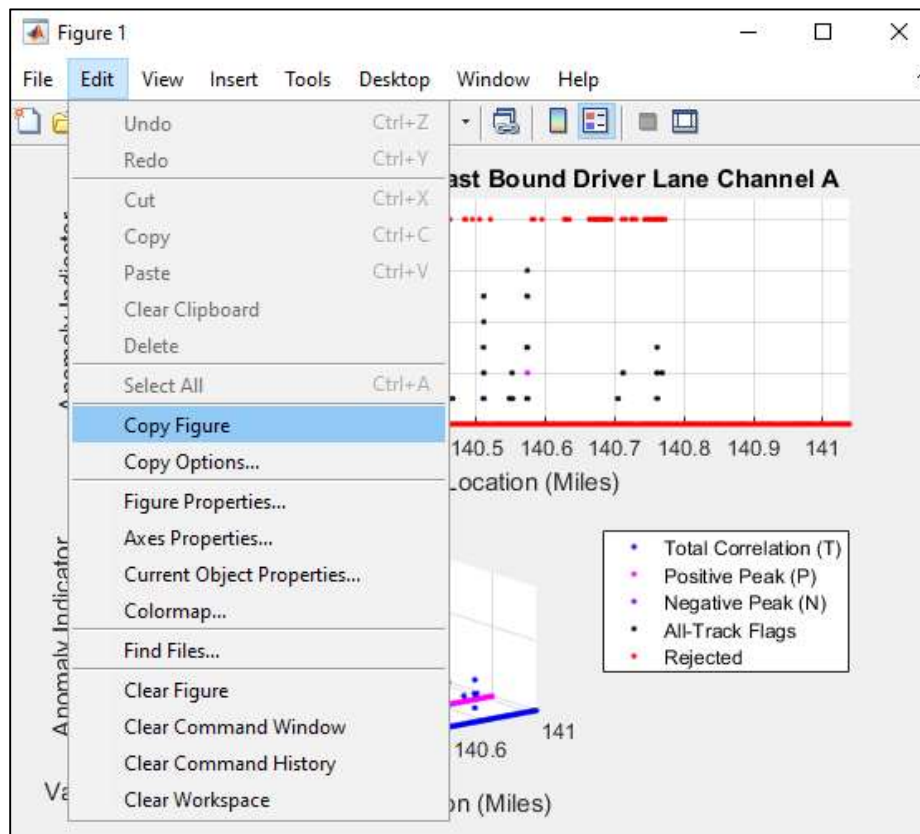 Figure 1
File Edit View Insert Tools Desktop Window Help
Undo Ctrl+Z
Redo Ctrl+Y
Cut Ctrl+X
Copy Ctrl+C
Paste Ctrl+V
Clear Clipboard
Delete
Select All Ctrl+A
Copy Figure
Copy Options...
Figure Properties...
Axes Properties...
Current Object Properties...
Colormap...
Find Files...
Clear Figure
Clear Command Window
Clear Command History
Clear Workspace
ast Bound Driver Lane Channel A
Anomaly Indicator
140.5 140.6 140.7 140.8 140.9 141
Location (Miles)
Anomaly Indicator
Total Correlation (T)
Positive Peak (P)
Negative Peak (N)
All-Track Flags
Rejected
140.6 141
Va
on (Miles)